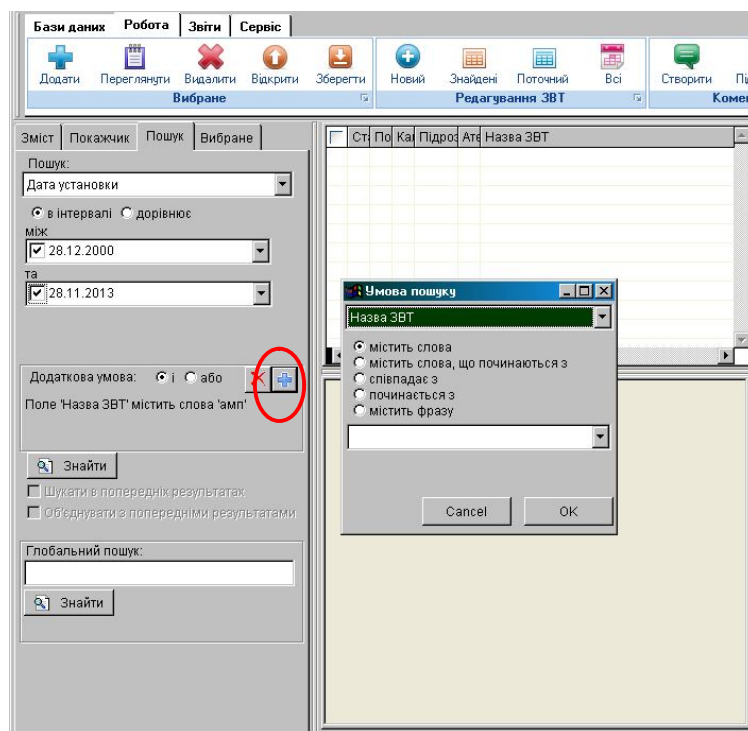 Бази даних Робота Звіти Сервіс
Додати Переглянути Видалити Відкрити Зберегти Новий Знайдені Поточний Всі Створити
Вибране Редагування ЗВТ
Зміст Покажчик Пошук Вибране
Ст По Ка Підроз Ате Назва ЗВТ
Пошук:
Дата установки
в інтервалі дорівнює
між
28.12.2000
та
28.11.2013
Умова пошуку
Назва ЗВТ
містить слова
містить слова, що починаються з
співпадає з
починається з
містить фразу
Cancel OK
Додаткова умова: і або
Поле 'Назва ЗВТ' містить слова 'амп'
Знайти
Шукати в попередніх результатах
Об'єднувати з попередніми результатами
Глобальний пошук:
Знайти